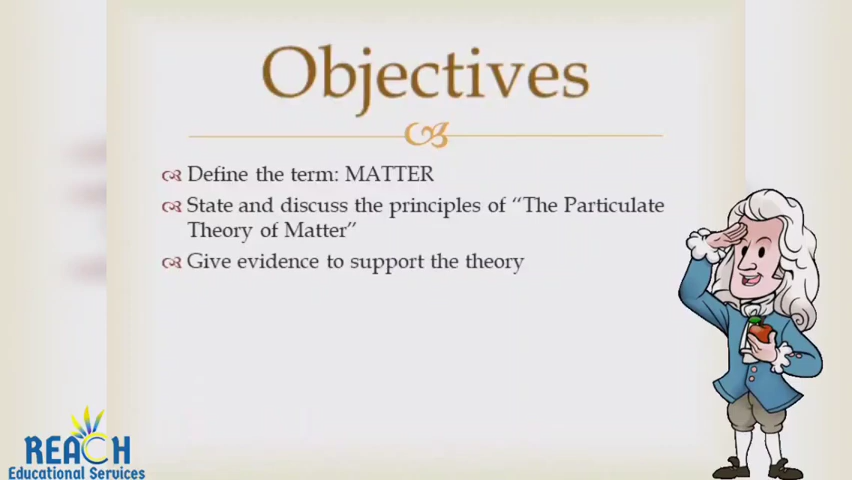 Objectives
Define the term: MATTER
State and discuss the principles of “The Particulate
Theory of Matter”
Give evidence to support the theory
REACH
Educational Services